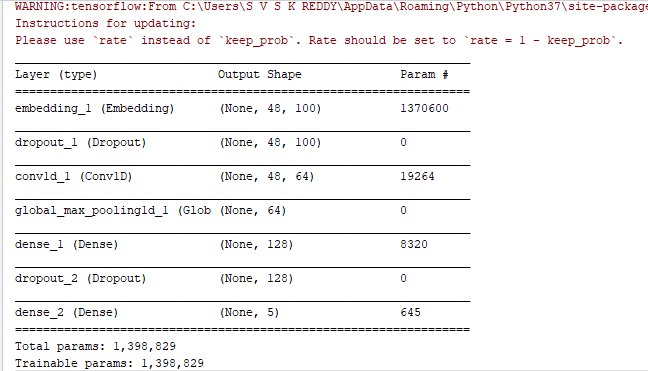 WARNING:tensorflow:From C:\Users\S V S K REDDY\AppData\Roaming\Python\Python37\site-package
Instructions for updating:
Please use `rate` instead of `keep_prob`. Rate should be set to `rate = 1 - keep_prob`.
Layer (type) Output Shape Param #
embedding_1 (Embedding) (None, 48, 100) 1370600
dropout_1 (Dropout) (None, 48, 100) 0
conv1d_1 (Conv1D) (None, 48, 64) 19264
global_max_pooling1d_1 (Glob (None, 64) 0
dense_1 (Dense) (None, 128) 8320
dropout_2 (Dropout) (None, 128) 0
dense_2 (Dense) (None, 5) 645
Total params: 1,398,829
Trainable params: 1,398,829